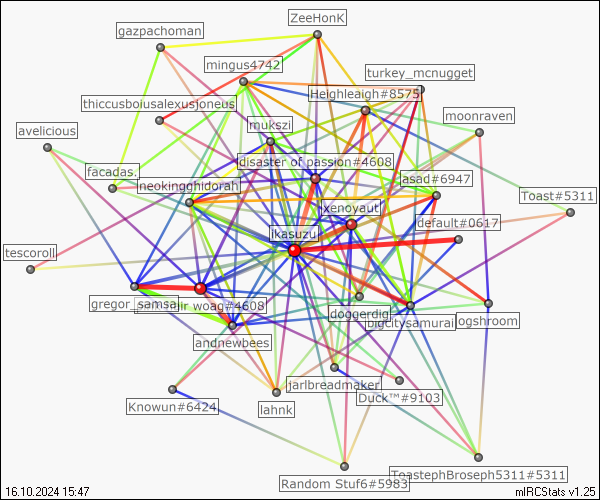 ZeeHonK
gazpachoman
mingus4742
turkey_mcnugget
Heighleigh#8575
thiccusboiusalexusjoneus
moonraven
mukszi
avelicious
disaster of passion#4608
facadas.
asad#6947
neokingghidorah
Toast#5311
xenoyaut
default#0617
ikasuzu
tescoroll
gregor_samsa
sir woag#4608
doggerdig
bigcitysamurai
ogshroom
andnewbees
jarlbreadmaker
Duck™#9103
Knowun#6424
lahnk
ToastephBroseph5311#5311
Random Stuf6#5983
16.10.2024 15:47
mIRCStats v1.25